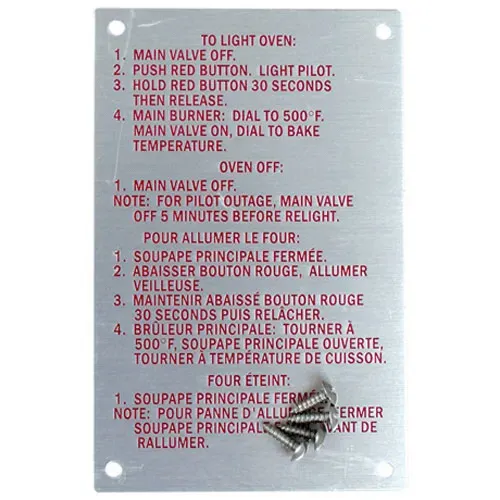 TO LIGHT OVEN:
1. MAIN VALVE OFF.
2. PUSH RED BUTTON. LIGHT PILOT.
3. HOLD RED BUTTON 30 SECONDS
THEN RELEASE.
4. MAIN BURNER: DIAL TO 500°F.
MAIN VALVE ON, DIAL TO BAKE
TEMPERATURE.
OVEN OFF:
1. MAIN VALVE OFF.
NOTE: FOR PILOT OUTAGE, MAIN VALVE
OFF 5 MINUTES BEFORE RELIGHT.
POUR ALLUMER LE FOUR:
1. SOUPAPE PRINCIPALE FERMÉE.
2. ABAISSER BOUTON ROUGE, ALLUMER
VEILLEUSE.
3. MAINTENIR ABAISSÉ BOUTON ROUGE
30 SECONDS PUIS RELÂCHER.
4. BRÛLEUR PRINCIPALE: TOURNER À
500°F, SOUPAPE PRINCIPALE OUVERTE,
TOURNER À TEMPÉRATURE DE CUISSON.
FOUR ÉTEINT:
1. SOUPAPE PRINCIPALE FERMÉE.
NOTE: POUR PANNE D'ALLUMAGE, FERMER
SOUPAPE PRINCIPALE DE
RALLUMER.